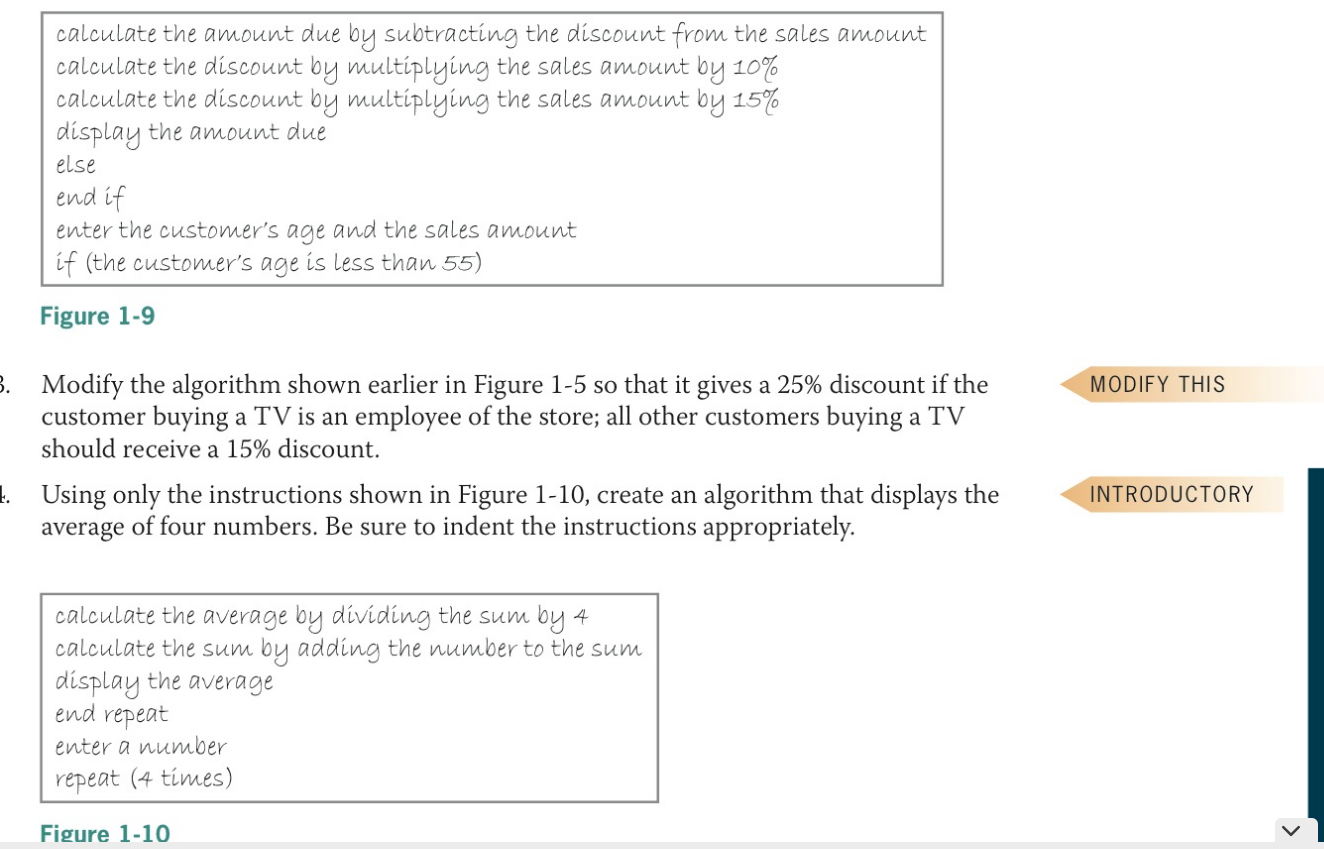 calculate the amount due by subtracting the discount from the sales amount
calculate the discount by multiplying the sales amount by 10%
calculate the discount by multiplying the sales amount by 15%
display the amount due
else
end if
enter the customer's age and the sales amount
if (the customer's age is less than 55)
Figure 1-9
3. Modify the algorithm shown earlier in Figure 1-5 so that it gives a 25% discount if the
customer buying a TV is an employee of the store; all other customers buying a TV
should receive a 15% discount.
MODIFY THIS
4. Using only the instructions shown in Figure 1-10, create an algorithm that displays the
average of four numbers. Be sure to indent the instructions appropriately.
INTRODUCTORY
calculate the average by dividing the sum by 4
calculate the sum by adding the number to the sum
display the average
end repeat
enter a number
repeat (4 times)
Figure 1-10